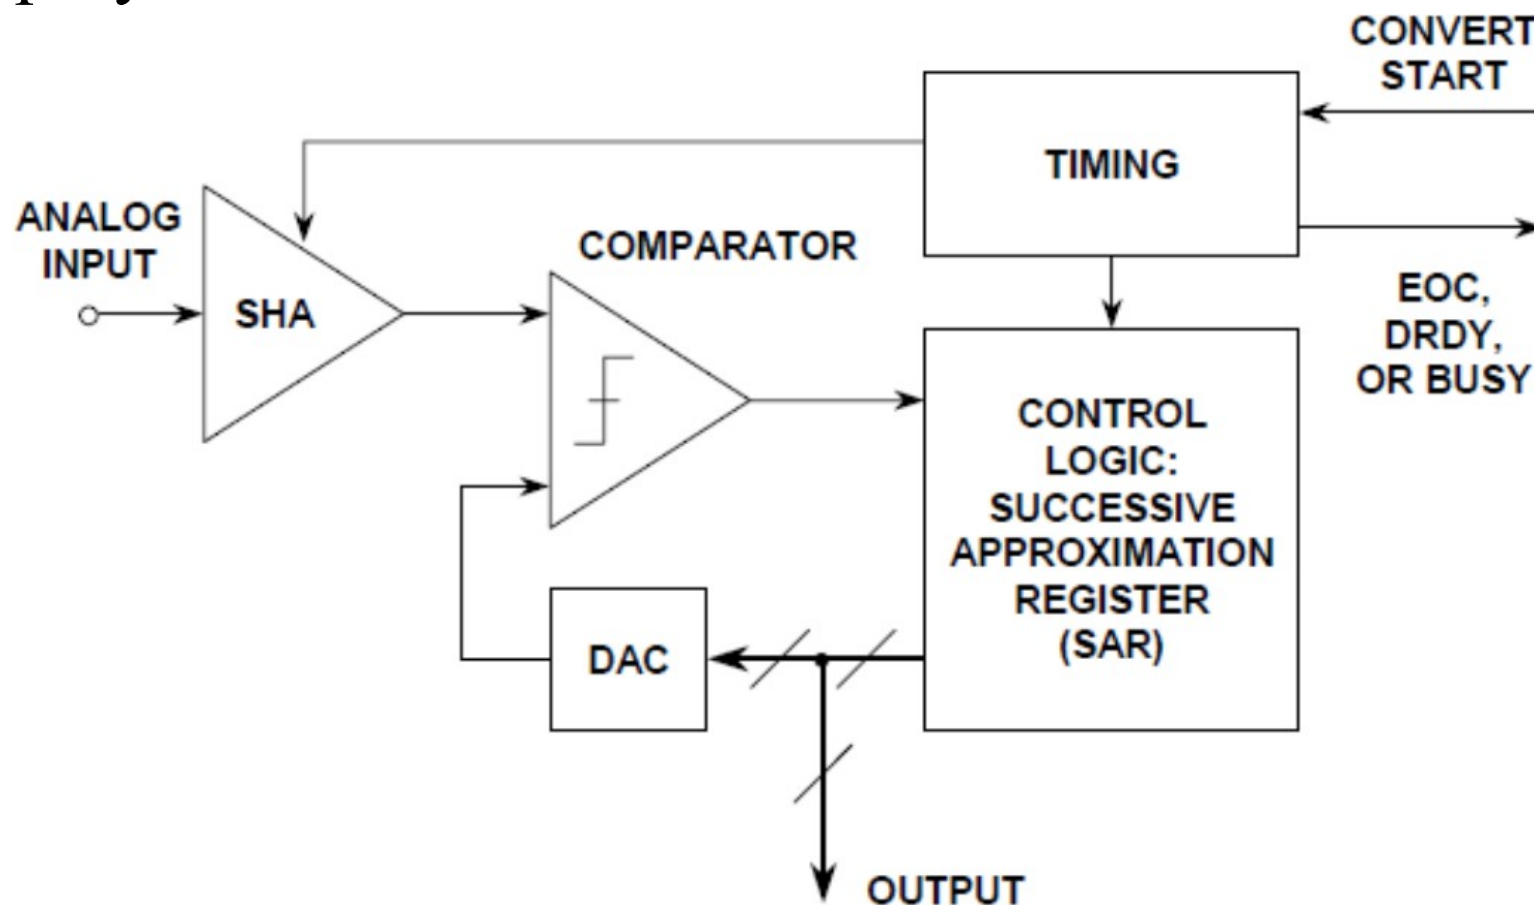 CONVERT
START
TIMING
ANALOG
INPUT
COMPARATOR
SHA
EOC,
DRDY,
OR BUSY
CONTROL
LOGIC:
SUCCESSIVE
APPROXIMATION
REGISTER
(SAR)
DAC
OUTPUT